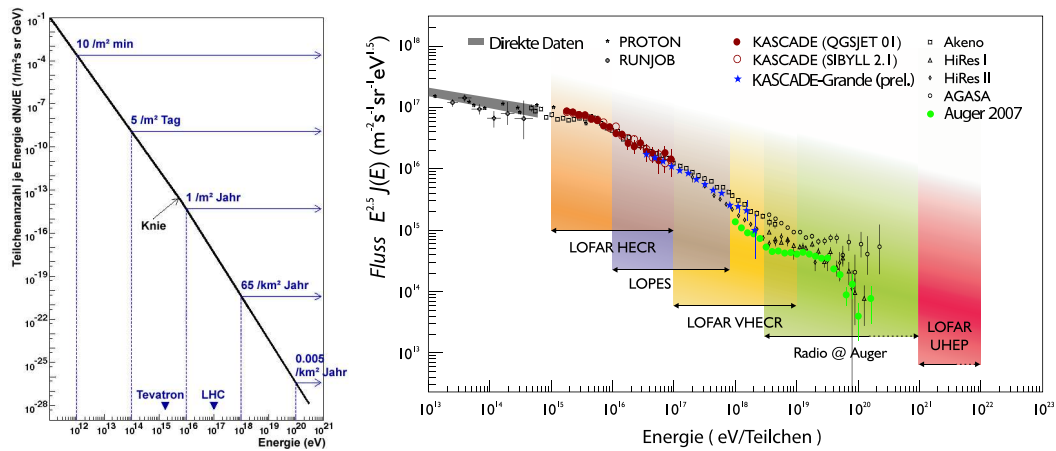 Teilchenanzahl je Energie dN/dE (1/m²s sr GeV)
10⁻¹
10⁻⁴
10⁻⁷
10⁻¹⁰
10⁻¹³
10⁻¹⁶
10⁻¹⁹
10⁻²²
10⁻²⁵
10⁻²⁸
10 /m² min
5 /m² Tag
1 /m² Jahr
Knie
65 /km² Jahr
0.005
/km² Jahr
Tevatron LHC
10¹² 10¹³ 10¹⁴ 10¹⁵ 10¹⁶ 10¹⁷ 10¹⁸ 10¹⁹ 10²⁰ 10²¹
Energie (eV)
Fluss E²·⁵ J(E) (m⁻²s⁻¹sr⁻¹eV¹·⁵)
10¹⁸
10¹⁷
10¹⁶
10¹⁵
10¹⁴
10¹³
Direkte Daten
PROTON
RUNJOB
KASCADE (QGSJET 01)
KASCADE (SIBYLL 2.1)
KASCADE-Grande (prel.)
Akeno
HiRes I
HiRes II
AGASA
Auger 2007
LOFAR HECR
LOPES
LOFAR VHECR
Radio @ Auger
LOFAR
UHEP
10¹³ 10¹⁴ 10¹⁵ 10¹⁶ 10¹⁷ 10¹⁸ 10¹⁹ 10²⁰ 10²¹ 10²² 10²³
Energie ( eV/Teilchen )